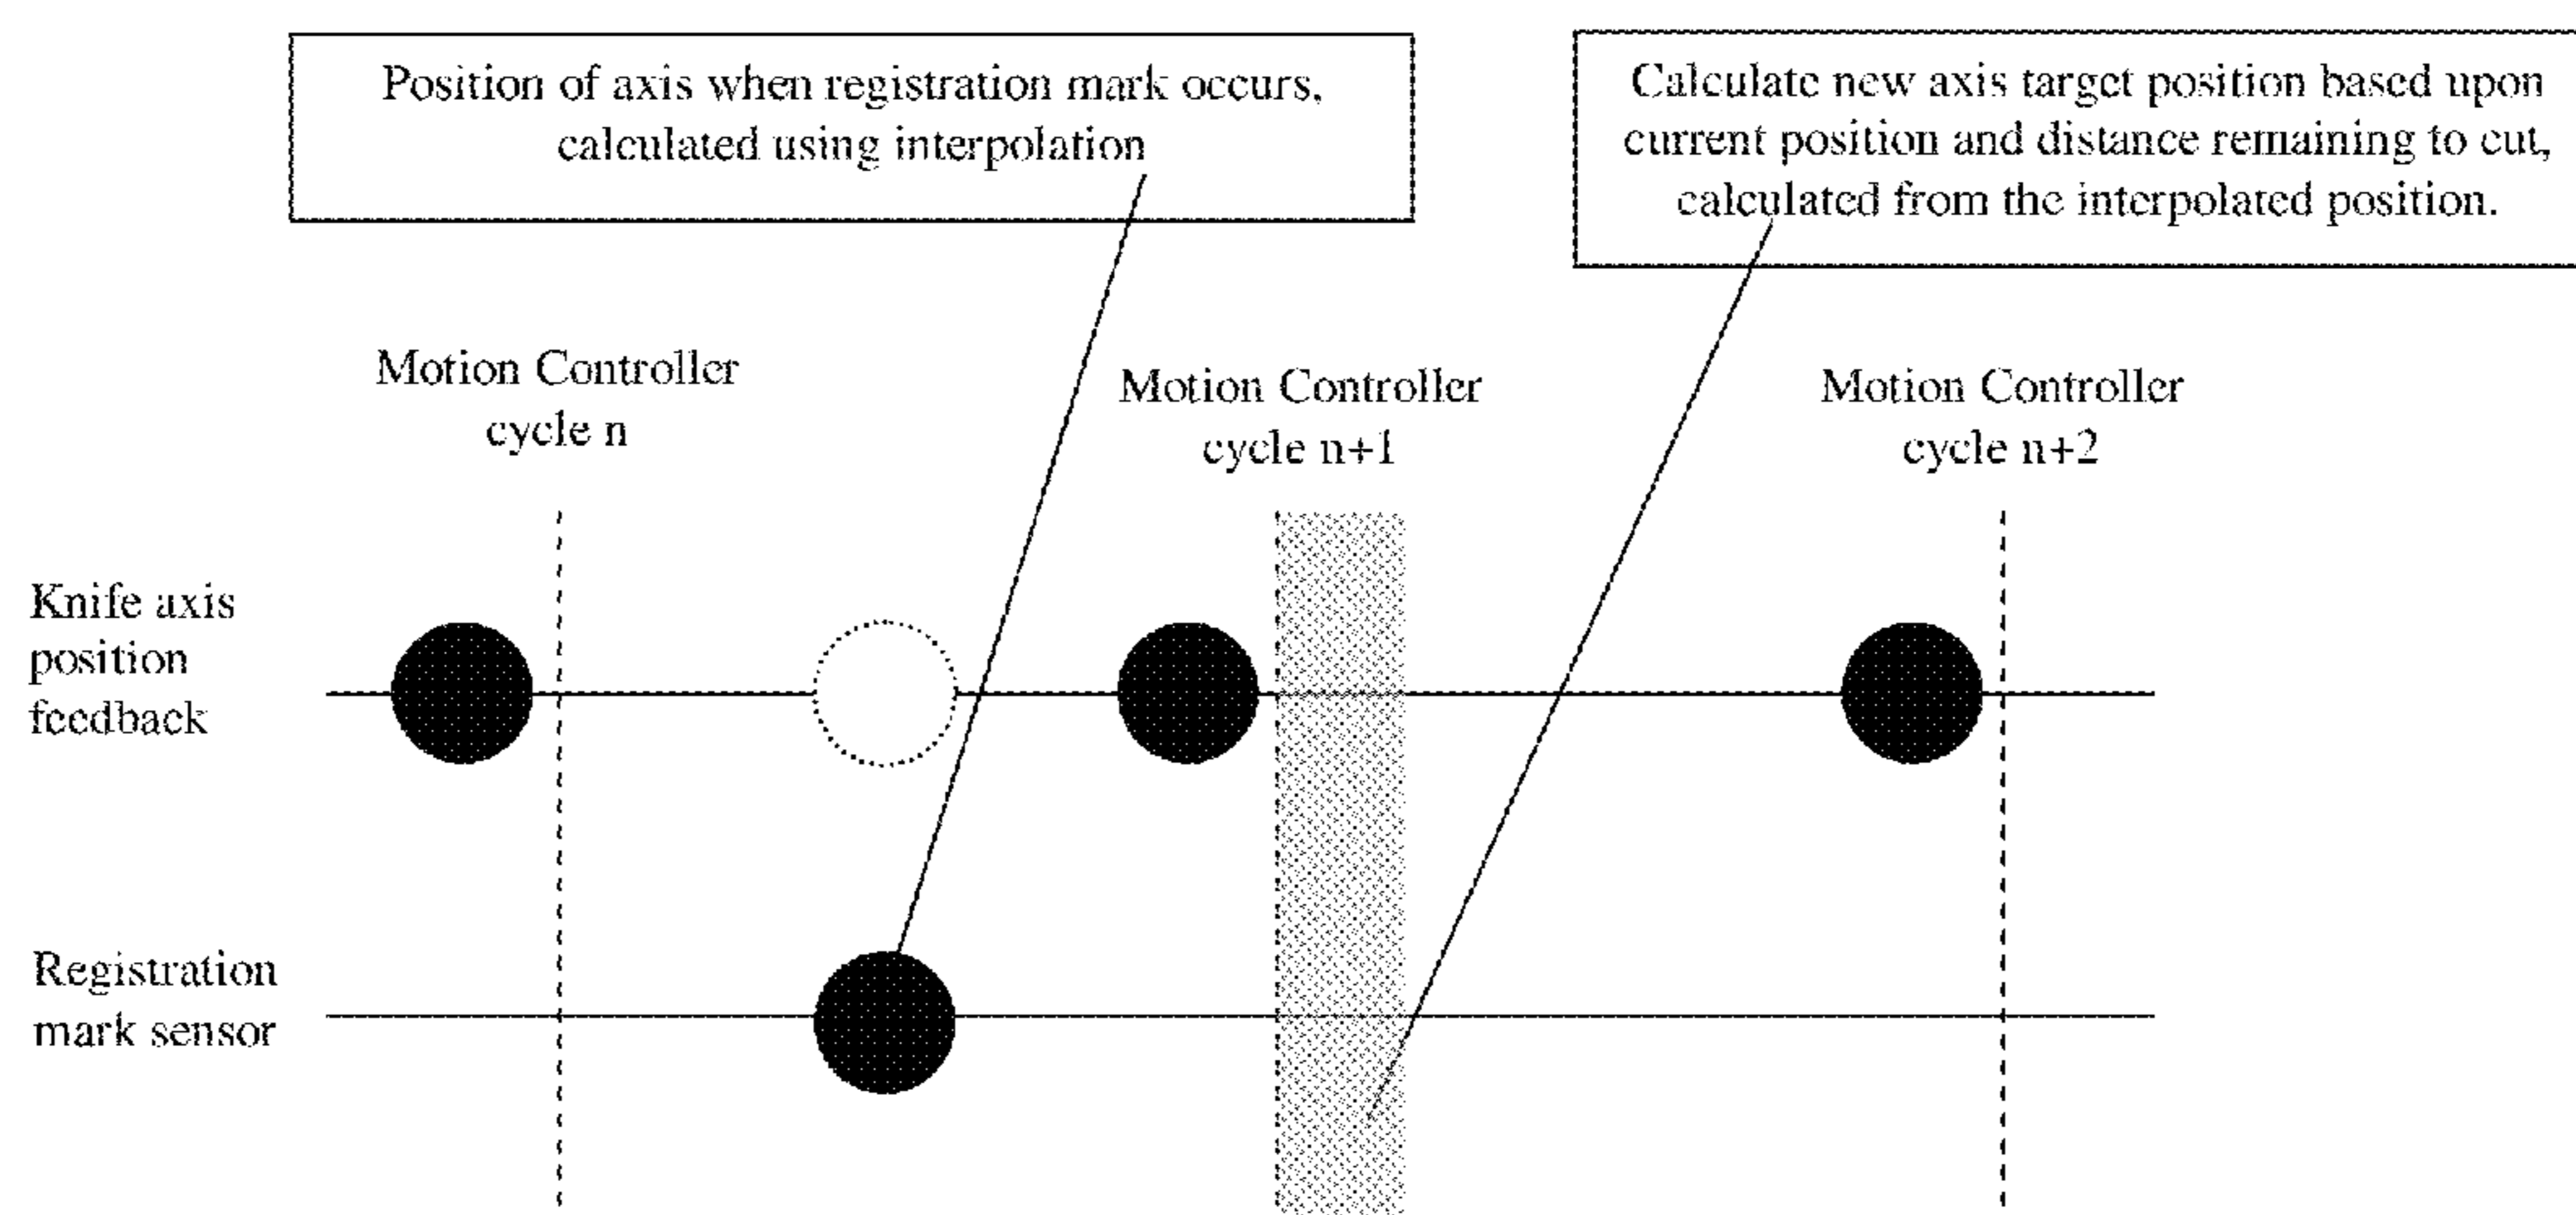 Position of axis when registration mark occurs,
calculated using interpolation
Calculate new axis target position based upon
current position and distance remaining to cut,
calculated from the interpolated position.
Motion Controller
cycle n
Motion Controller
cycle n+1
Motion Controller
cycle n+2
Knife axis
position
feedback
Registration
mark sensor